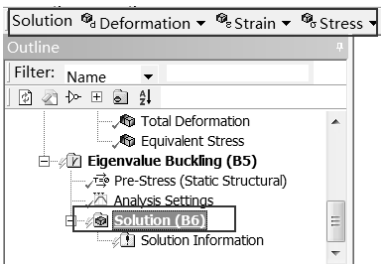 Solution Deformation Strain Stress
Outline
Filter: Name
Total Deformation
Equivalent Stress
Eigenvalue Buckling (B5)
Pre-Stress (Static Structural)
Analysis Settings
Solution (B6)
Solution Information